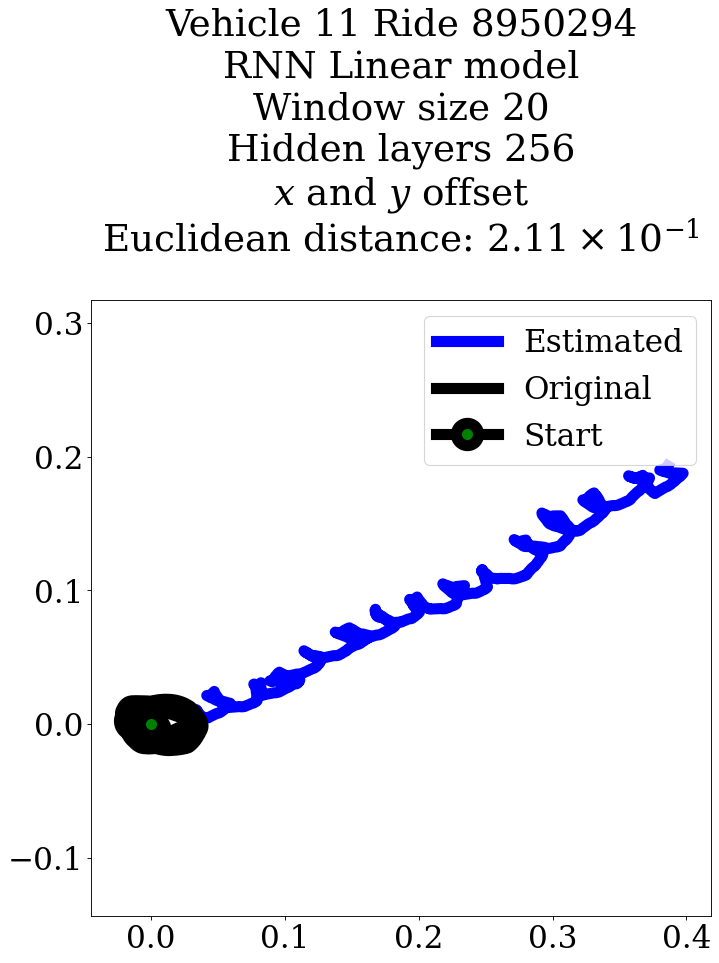 Vehicle 11 Ride 8950294
RNN Linear model
Window size 20
Hidden layers 256
x and y offset
Euclidean distance: 2.11 × 10⁻¹
0.3
0.2
0.1
0.0
−0.1
Estimated
Original
Start
0.0 0.1 0.2 0.3 0.4